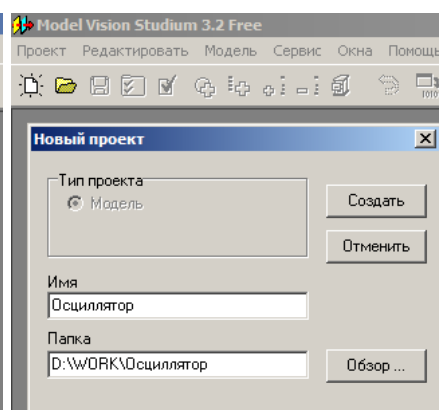 Model Vision Studium 3.2 Free
Проект Редактировать Модель Сервис Окна Помощь
Новый проект
Тип проекта
Модель
Создать
Отменить
Имя
Осциллятор
Папка
D:\WORK\Осциллятор
Обзор ...